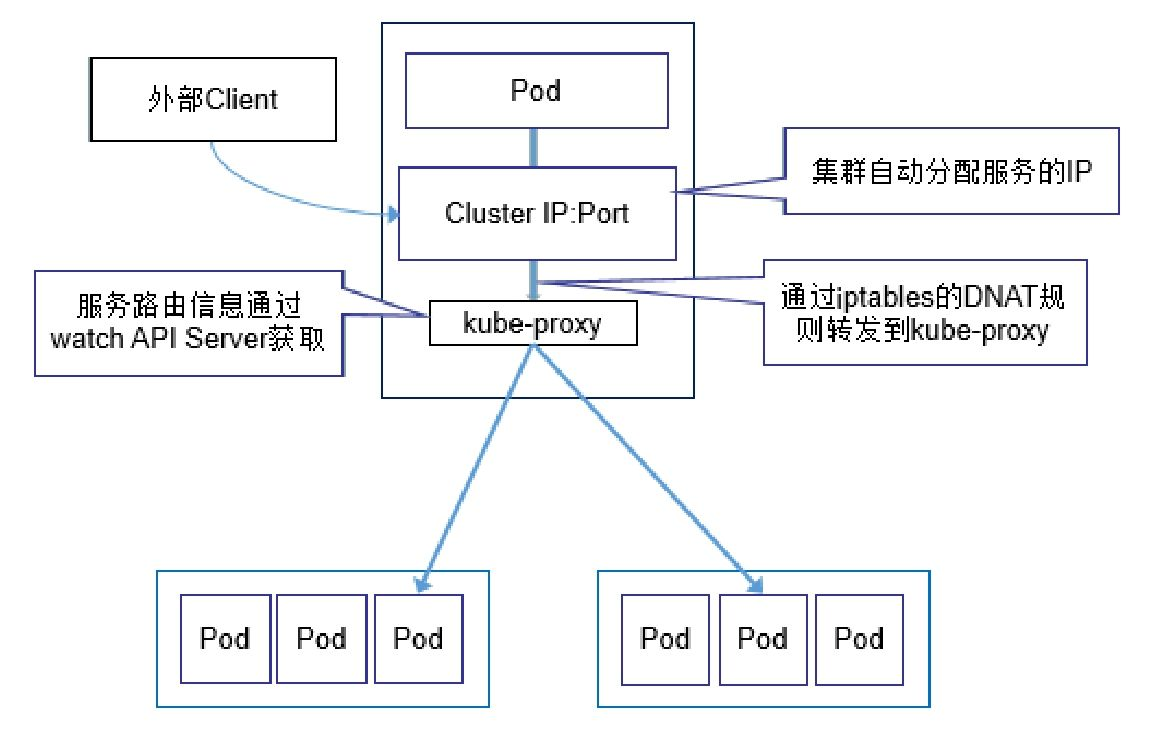 Pod
外部Client
集群自动分配服务的IP
Cluster IP:Port
服务路由信息通过
watch API Server获取
通过iptables的DNAT规
则转发到kube-proxy
kube-proxy
Pod
Pod
Pod
Pod
Pod
Pod